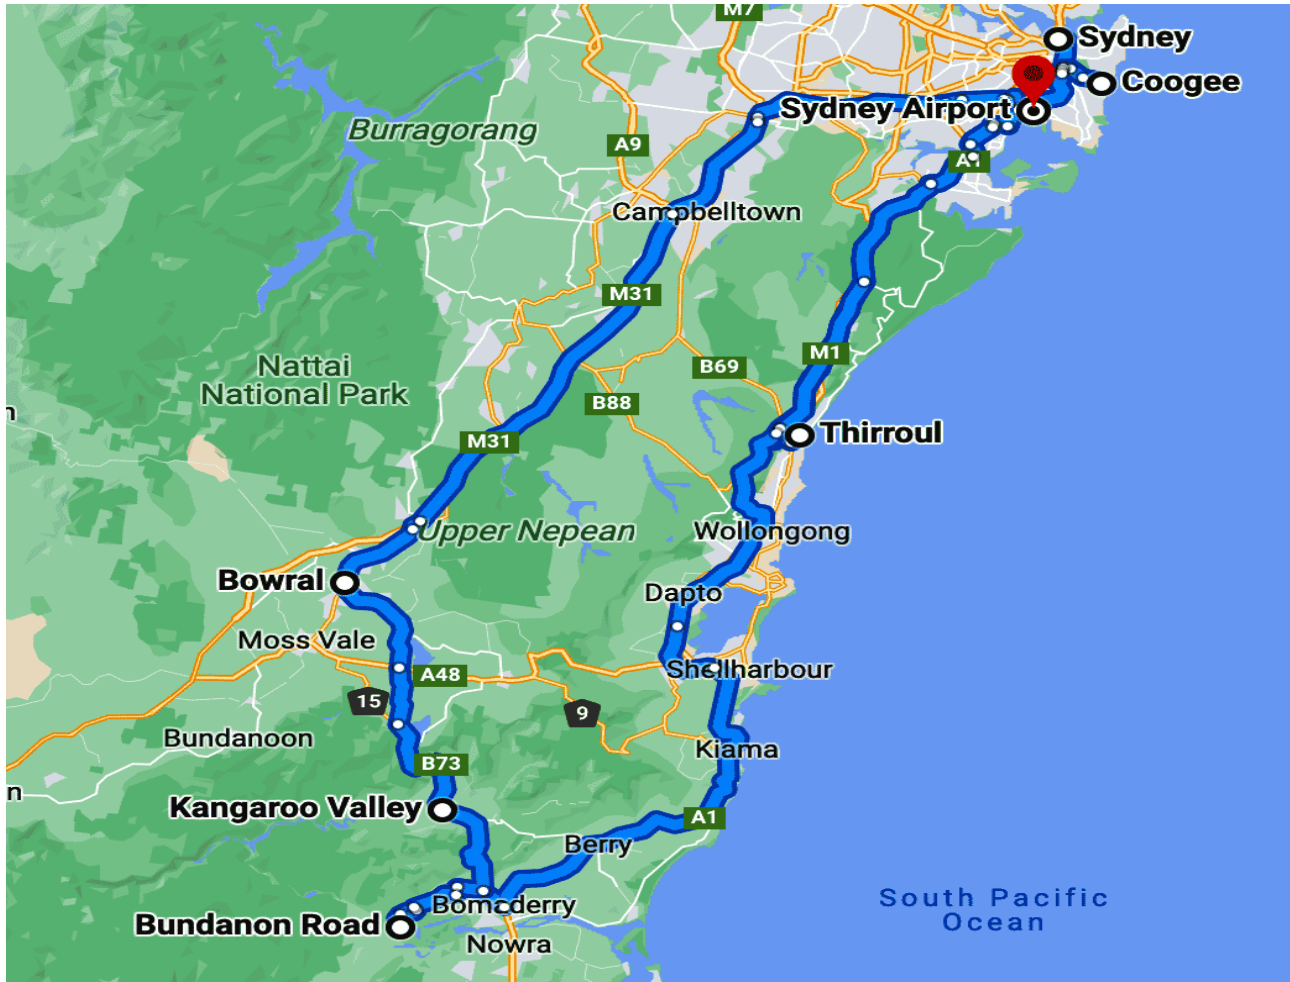 M7
Sydney
Coogee
Sydney Airport
Burragorang
A9
A1
Campbelltown
M31
M1
Nattai
National Park
B69
B88
n
M31
Thirroul
Upper Nepean
Wollongong
Bowral
Dapto
Moss Vale
Shellharbour
A48
15
9
Bundanoon
Kiama
B73
n
Kangaroo Valley
A1
Berry
South Pacific
Ocean
Bomaderry
Bundanon Road
Nowra